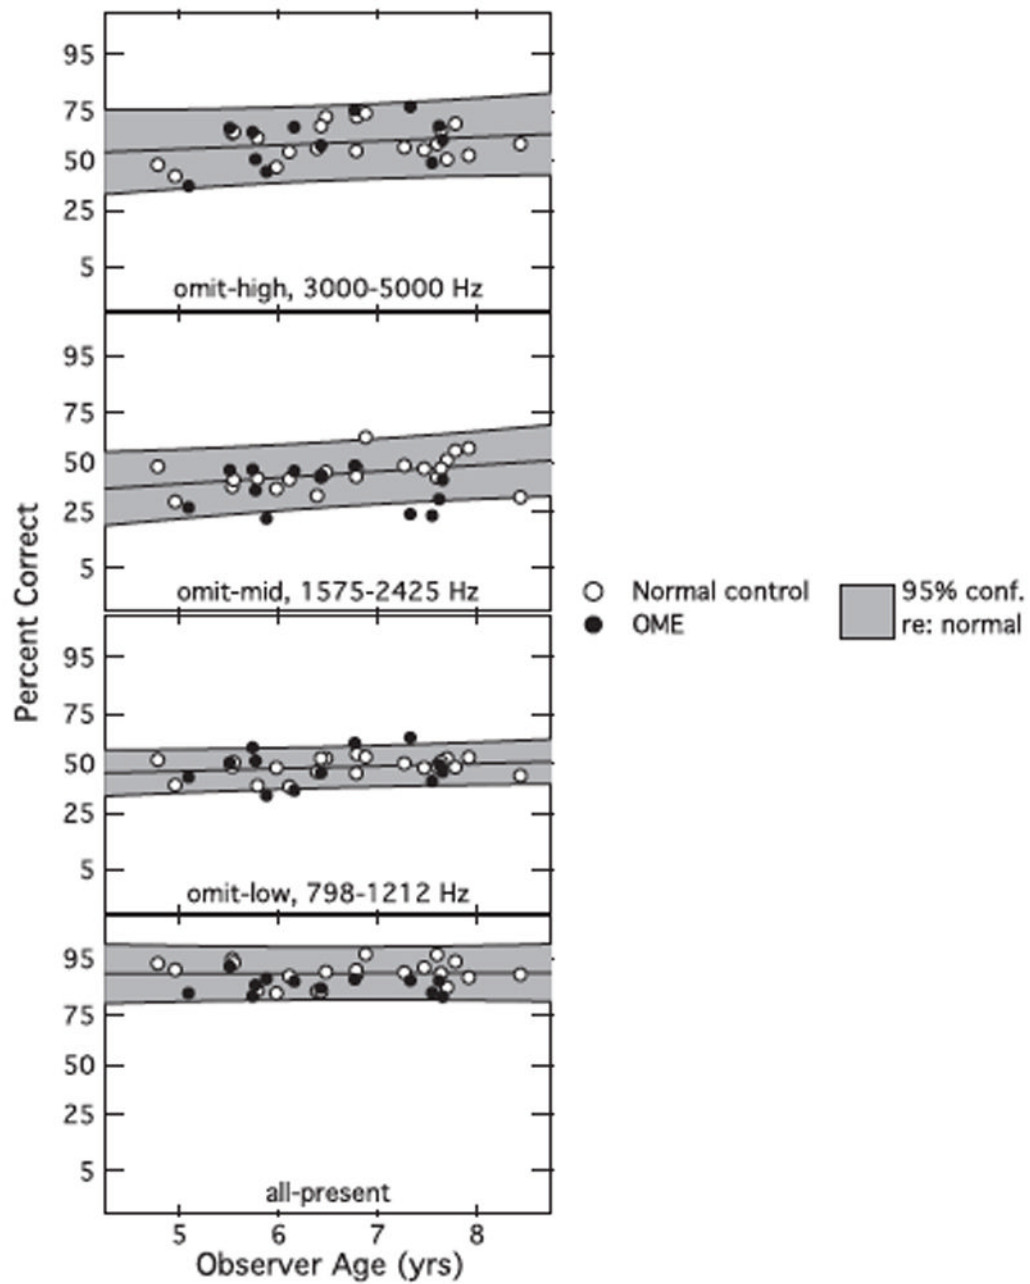 95
75
50
25
5
omit-high, 3000-5000 Hz
95
75
50
25
5
omit-mid, 1575-2425 Hz
Percent Correct
Normal control
OME
95% conf.
re: normal
95
75
50
25
5
omit-low, 798-1212 Hz
95
75
50
25
5
all-present
5 6 7 8
Observer Age (yrs)